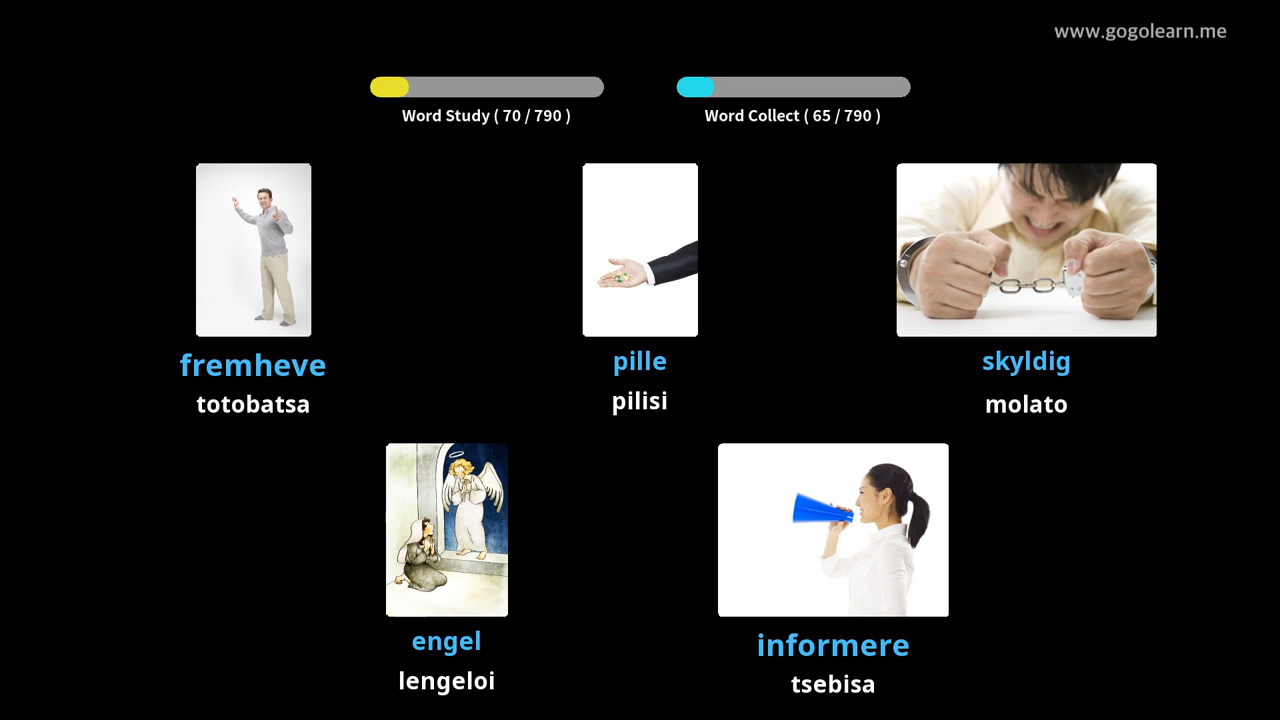 www.gogolearn.me
Word Study ( 70 / 790 )
Word Collect ( 65 / 790 )
fremheve
totobatsa
pille
pilisi
skyldig
molato
engel
lengeloi
informere
tsebisa